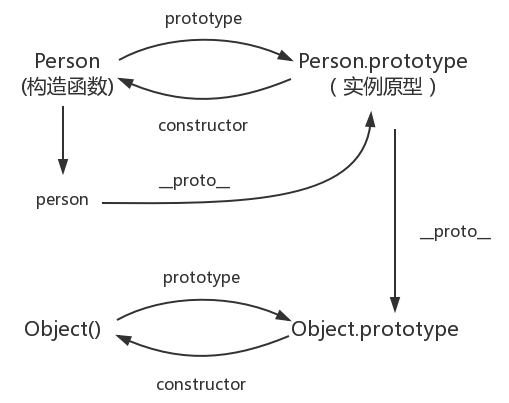 prototype
Person
(构造函数)
Person.prototype
( 实例原型 )
constructor
__proto__
person
__proto__
prototype
Object()
Object.prototype
constructor